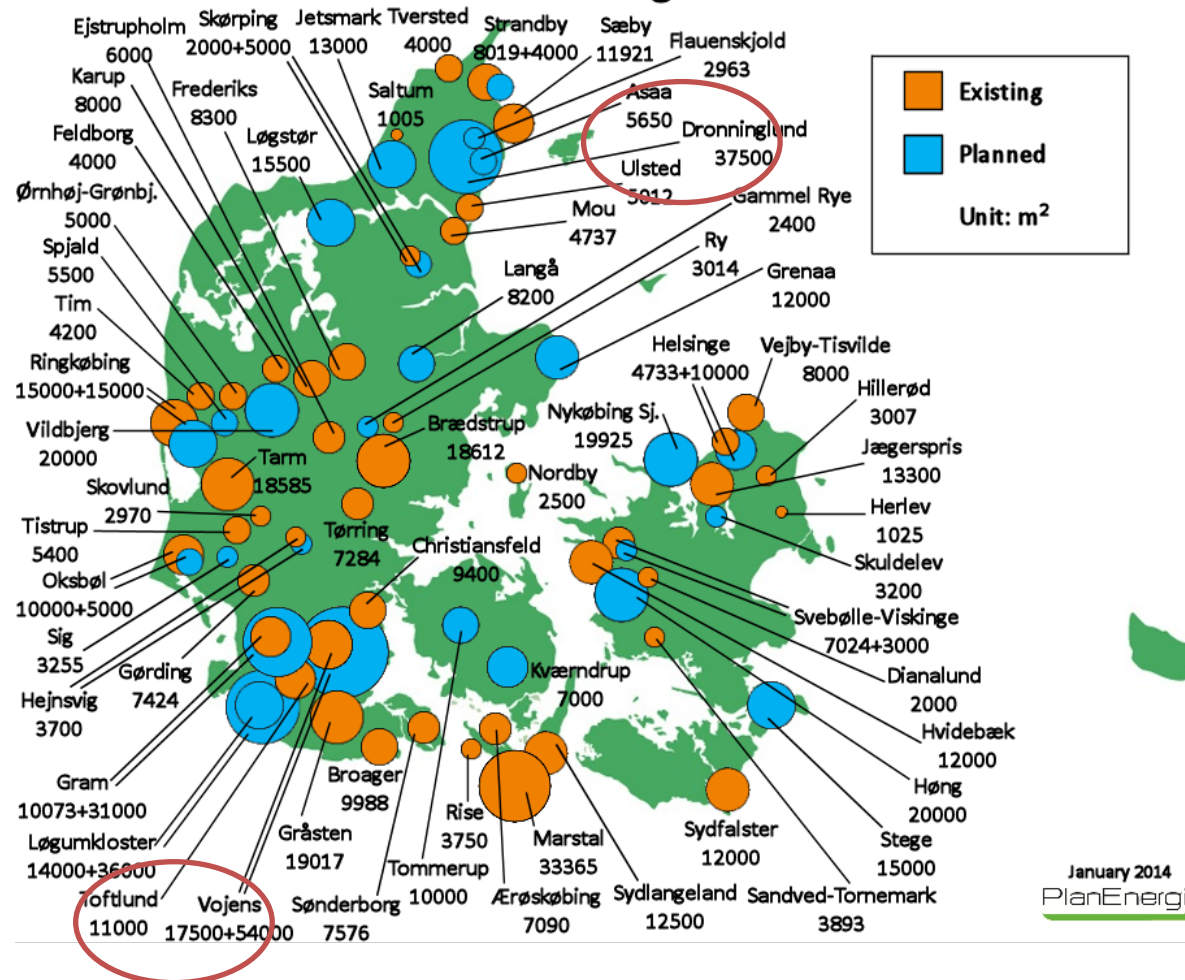 Ejstrupholm
6000
Skørping
2000+5000
Jetsmark
13000
Tversted
4000
Strandby
8019+4000
Sæby
11921
Flauenskjold
2963
Karup
8000
Frederiks
8300
Saltum
1005
Asaa
5650
Existing
Feldborg
4000
Løgstør
15500
Dronninglund
37500
Planned
Ulsted
5012
Unit: m²
Ørnhøj-Grønbj.
5000
Mou
4737
Gammel Rye
2400
Spjald
5500
Ry
3014
Langå
8200
Grenaa
12000
Tim
4200
Helsinge
4733+10000
Vejby-Tisvilde
8000
Ringkøbing
15000+15000
Hillerød
3007
Nykøbing Sj.
19925
Vildbjerg
20000
Brædstrup
18612
Jægerspris
13300
Tarm
18585
Nordby
2500
Skovlund
2970
Herlev
1025
Tistrup
5400
Tørring
7284
Christiansfeld
9400
Skuldelev
3200
Oksbøl
10000+5000
Svebølle-Viskinge
7024+3000
Sig
3255
Gørding
7424
Kværndrup
7000
Dianalund
2000
Hejnsvig
3700
Hvidebæk
12000
Gram
10073+31000
Broager
9988
Høng
20000
Rise
3750
Marstal
33365
Sydfalster
12000
Løgumkloster
14000+36000
Gråsten
19017
Stege
15000
Tommerup
10000
January 2014
PlanEnergi
Toftlund
11000
Vojens
17500+54000
Sønderborg
7576
Ærøskøbing
7090
Sydlangeland
12500
Sandved-Tornemark
3893